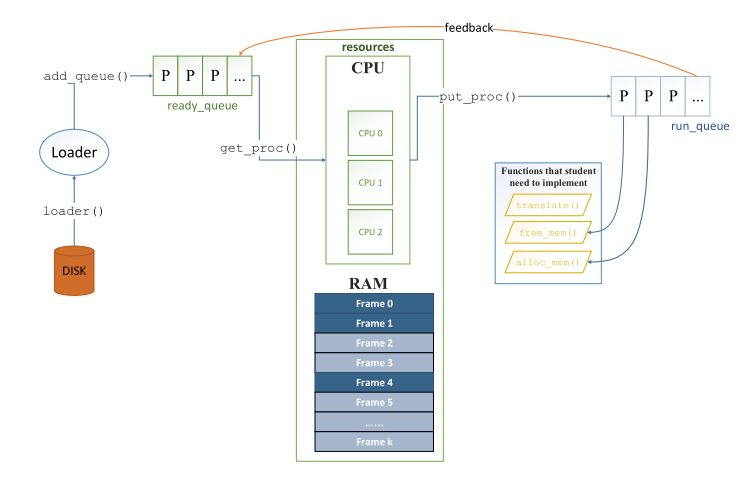 feedback
resources
add_queue()
P P P ...
ready_queue
CPU
put_proc()
P P P ...
run_queue
CPU 0
get_proc()
Loader
CPU 1
Functions that student
need to implement
translate()
loader()
CPU 2
free_mem()
alloc_mem()
DISK
RAM
Frame 0
Frame 1
Frame 2
Frame 3
Frame 4
Frame 5
......
Frame k